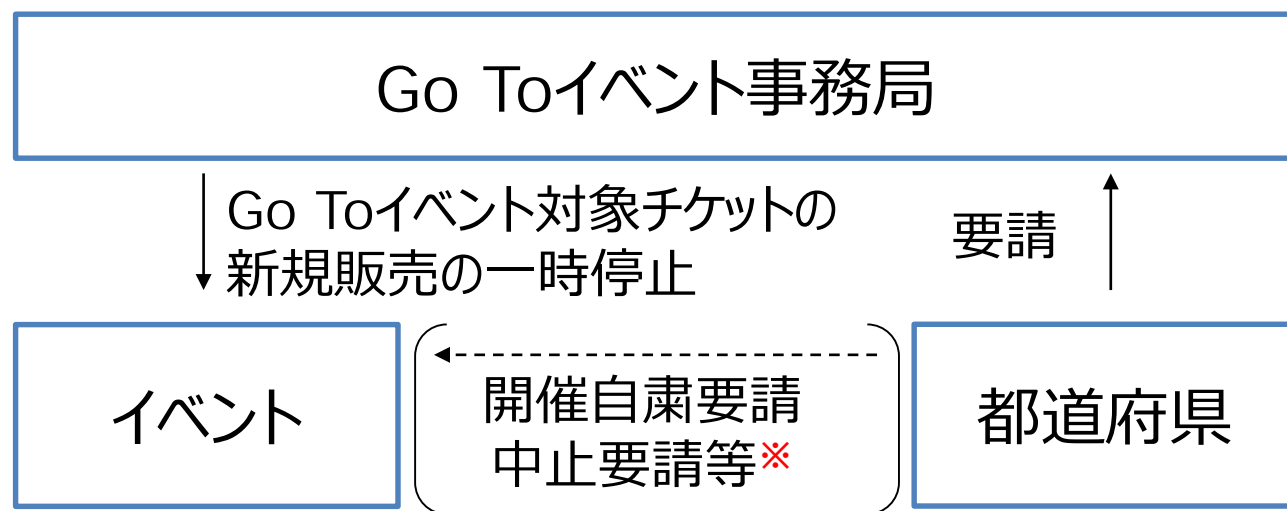 Go Toイベント事務局
Go Toイベント対象チケットの
新規販売の一時停止
要請
イベント
開催自粛要請
中止要請等※
都道府県